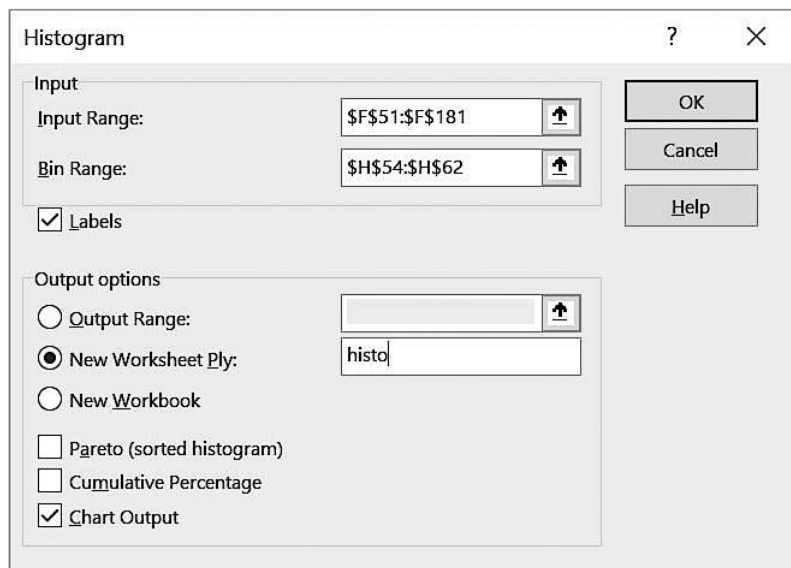 Histogram ? ×
Input
Input Range: $F$51:$F$181
Bin Range: $H$54:$H$62
Labels
OK
Cancel
Help
Output options
Output Range:
New Worksheet Ply: histo
New Workbook
Pareto (sorted histogram)
Cumulative Percentage
Chart Output